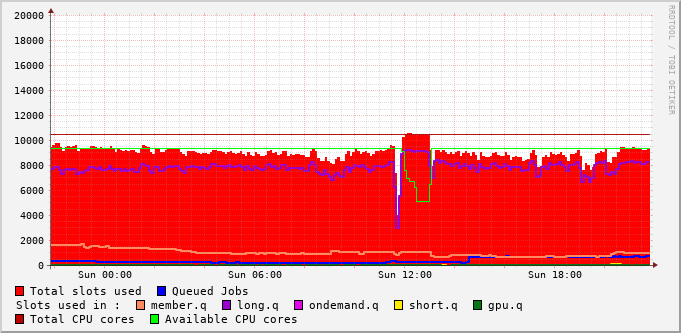 20000
18000
16000
14000
12000
10000
8000
6000
4000
2000
0
Sun 00:00 Sun 06:00 Sun 12:00 Sun 18:00
RRDTOOL / TOBI OETIKER
Total slots used Queued Jobs
Slots used in : member.q long.q ondemand.q short.q gpu.q
Total CPU cores Available CPU cores